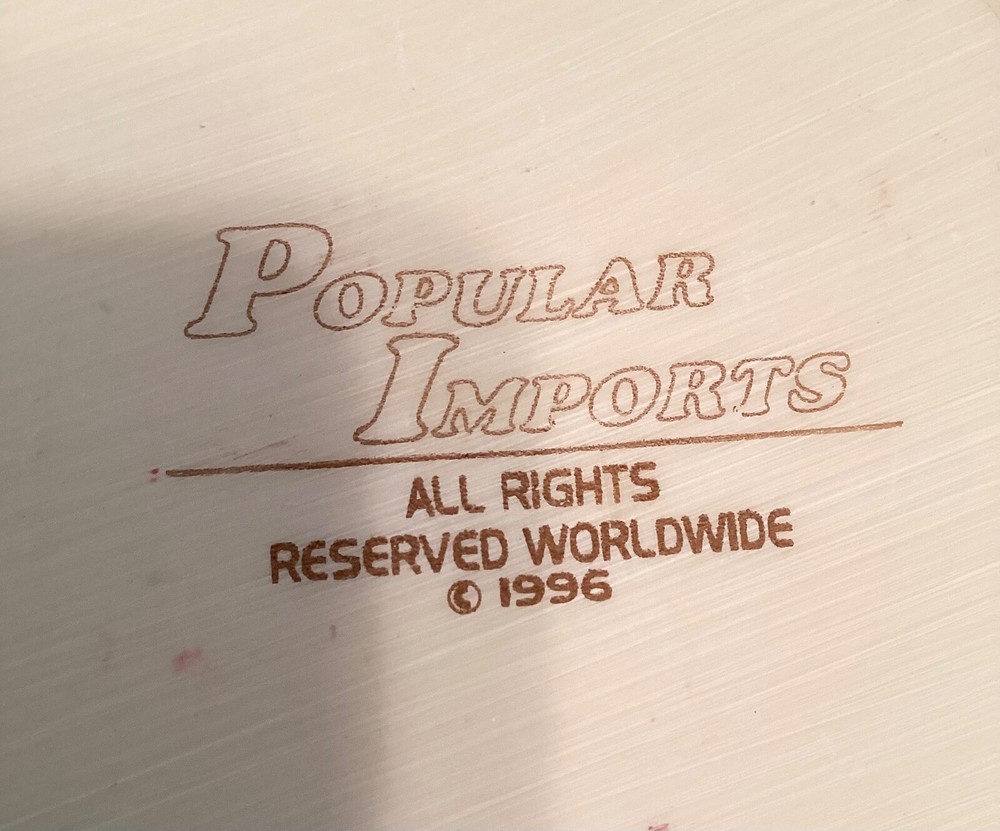 POPULAR
IMPORTS
ALL RIGHTS
RESERVED WORLDWIDE
© 1996